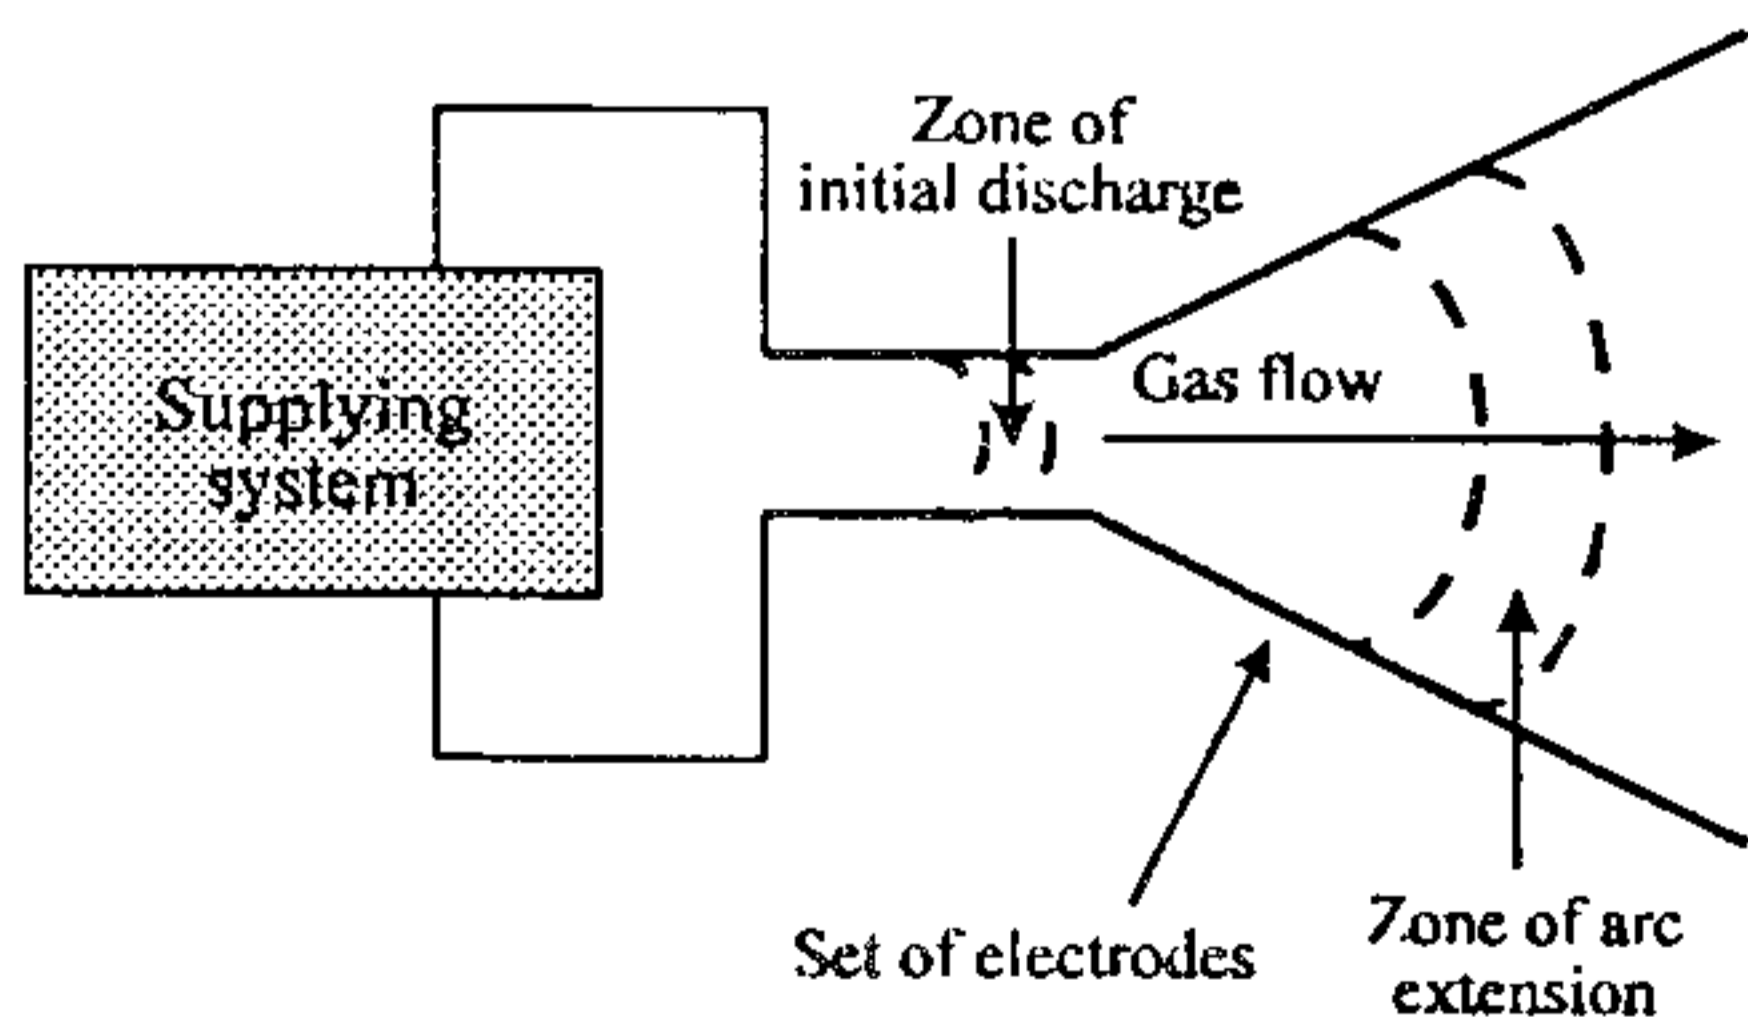 Zone of
initial discharge
Gas flow
Supplying
system
Set of electrodes
Zone of arc
extension